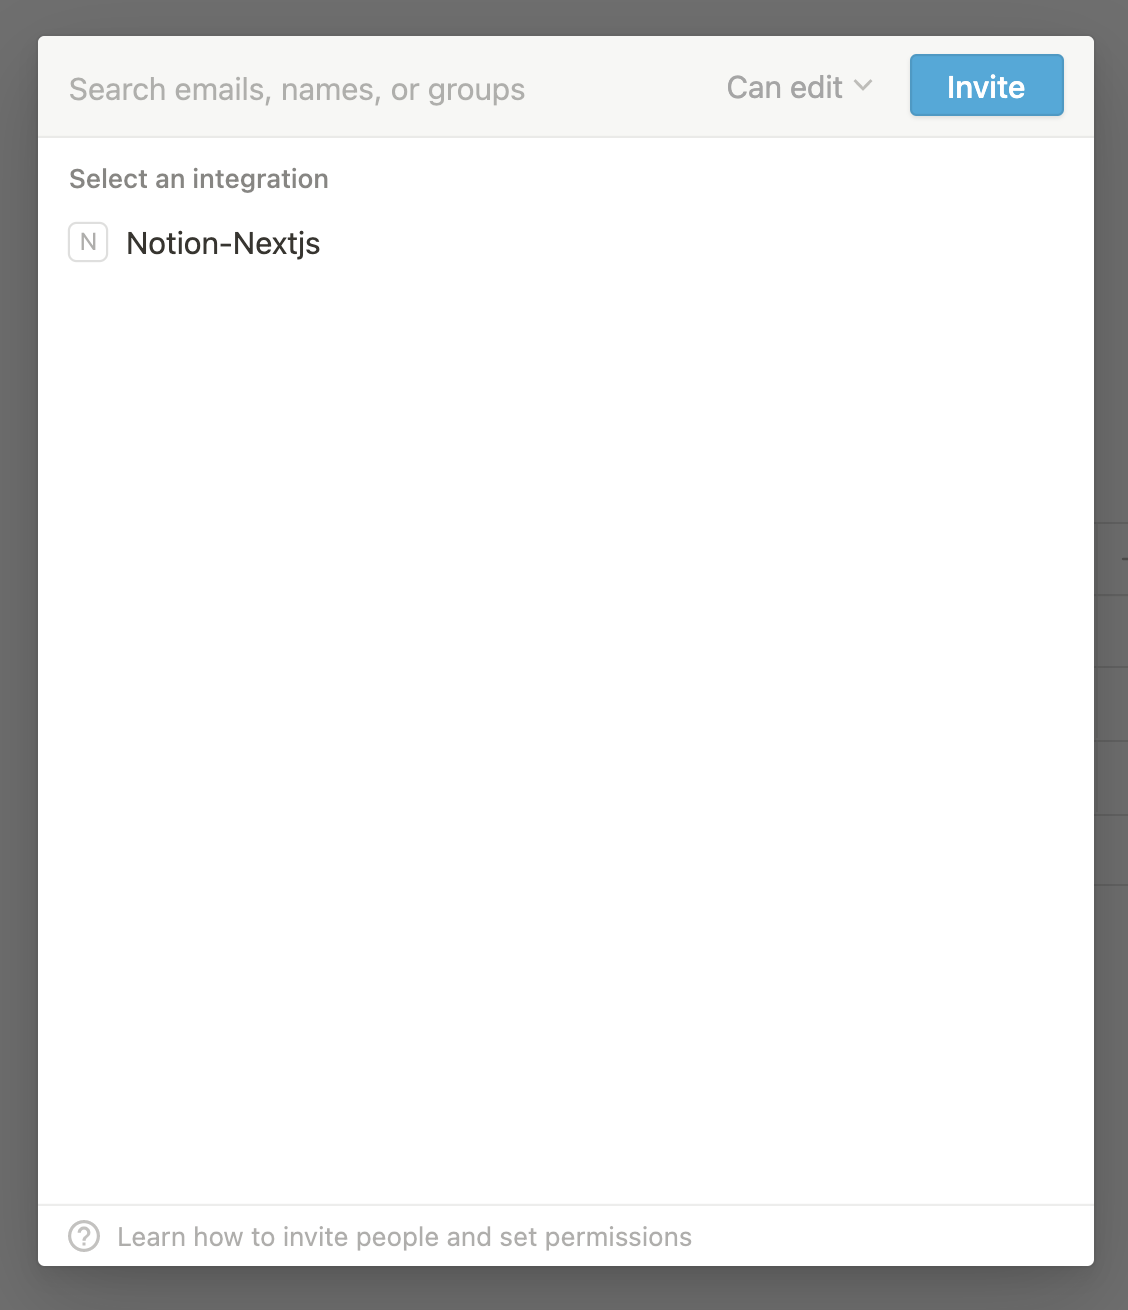 Search emails, names, or groups
Can edit
Invite
Select an integration
N
Notion-Nextjs
? Learn how to invite people and set permissions